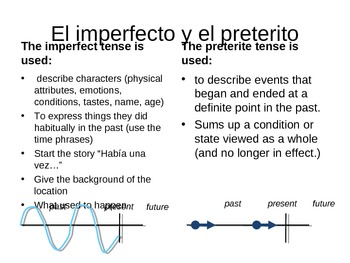 El imperfecto y el preterito
The imperfect tense is
used:
describe characters (physical
attributes, emotions,
conditions, tastes, name, age)
To express things they did
habitually in the past (use the
time phrases)
Start the story “Había una
vez…”
Give the background of the
location
What used to happen
past present future
The preterite tense is
used:
to describe events that
began and ended at a
definite point in the past.
Sums up a condition or
state viewed as a whole
(and no longer in effect.)
past present future